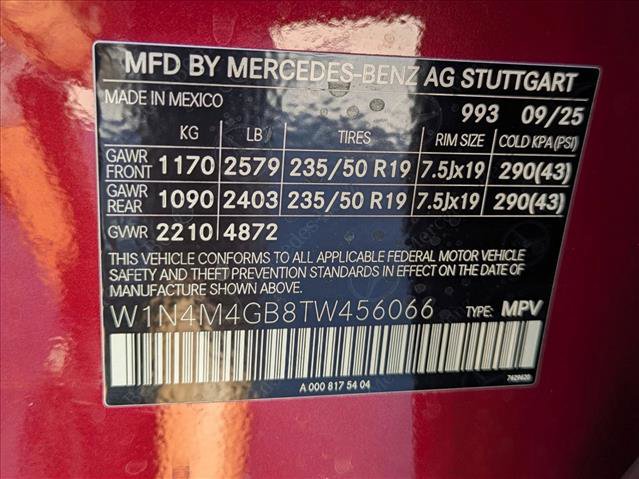 MFD BY MERCEDES-BENZ AG STUTTGART
MADE IN MEXICO 993 09/25
KG LB TIRES RIM SIZE COLD KPA (PSI)
GAWR FRONT 1170 2579 235/50 R19 7.5Jx19 290(43)
GAWR REAR 1090 2403 235/50 R19 7.5Jx19 290(43)
GVWR 2210 4872
THIS VEHICLE CONFORMS TO ALL APPLICABLE FEDERAL MOTOR VEHICLE
SAFETY AND THEFT PREVENTION STANDARDS IN EFFECT ON THE DATE OF
MANUFACTURE SHOWN ABOVE.
W1N4M4GB8TW456066 TYPE: MPV
A 000 817 54 04